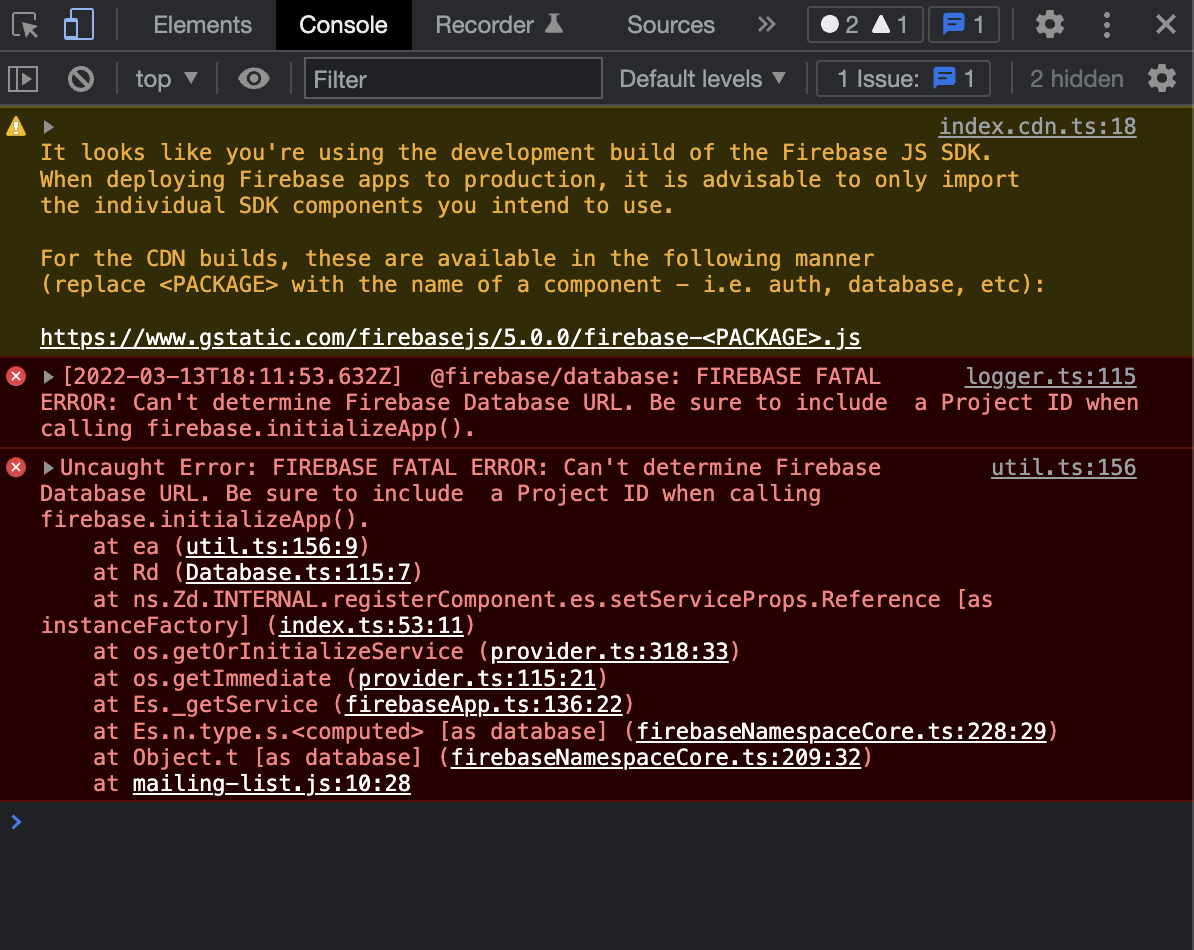 Elements Console Recorder Sources 2 1 1
top Filter Default levels 1 Issue: 1 2 hidden
index.cdn.ts:18
It looks like you're using the development build of the Firebase JS SDK.
When deploying Firebase apps to production, it is advisable to only import
the individual SDK components you intend to use.
For the CDN builds, these are available in the following manner
(replace <PACKAGE> with the name of a component - i.e. auth, database, etc):
https://www.gstatic.com/firebasejs/5.0.0/firebase-<PACKAGE>.js
[2022-03-13T18:11:53.632Z]  @firebase/database: FIREBASE FATAL logger.ts:115
ERROR: Can't determine Firebase Database URL. Be sure to include  a Project ID when
calling firebase.initializeApp().
Uncaught Error: FIREBASE FATAL ERROR: Can't determine Firebase util.ts:156
Database URL. Be sure to include  a Project ID when calling
firebase.initializeApp().
at ea (util.ts:156:9)
at Rd (Database.ts:115:7)
at ns.Zd.INTERNAL.registerComponent.es.setServiceProps.Reference [as
instanceFactory] (index.ts:53:11)
at os.getOrInitializeService (provider.ts:318:33)
at os.getImmediate (provider.ts:115:21)
at Es._getService (firebaseApp.ts:136:22)
at Es.n.type.s.<computed> [as database] (firebaseNamespaceCore.ts:228:29)
at Object.t [as database] (firebaseNamespaceCore.ts:209:32)
at mailing-list.js:10:28